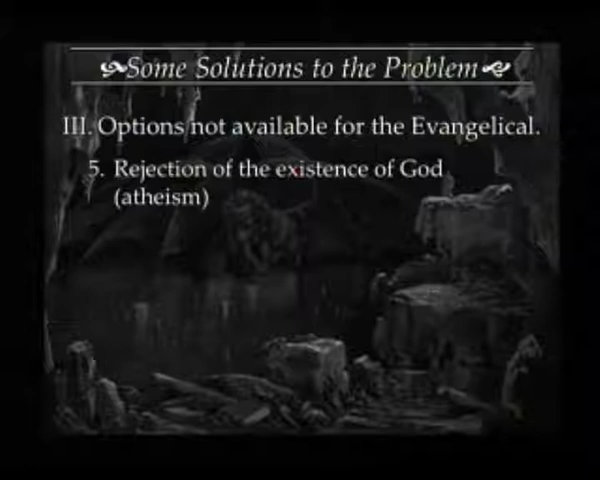 Some Solutions to the Problem
III. Options not available for the Evangelical.
5. Rejection of the existence of God
(atheism)